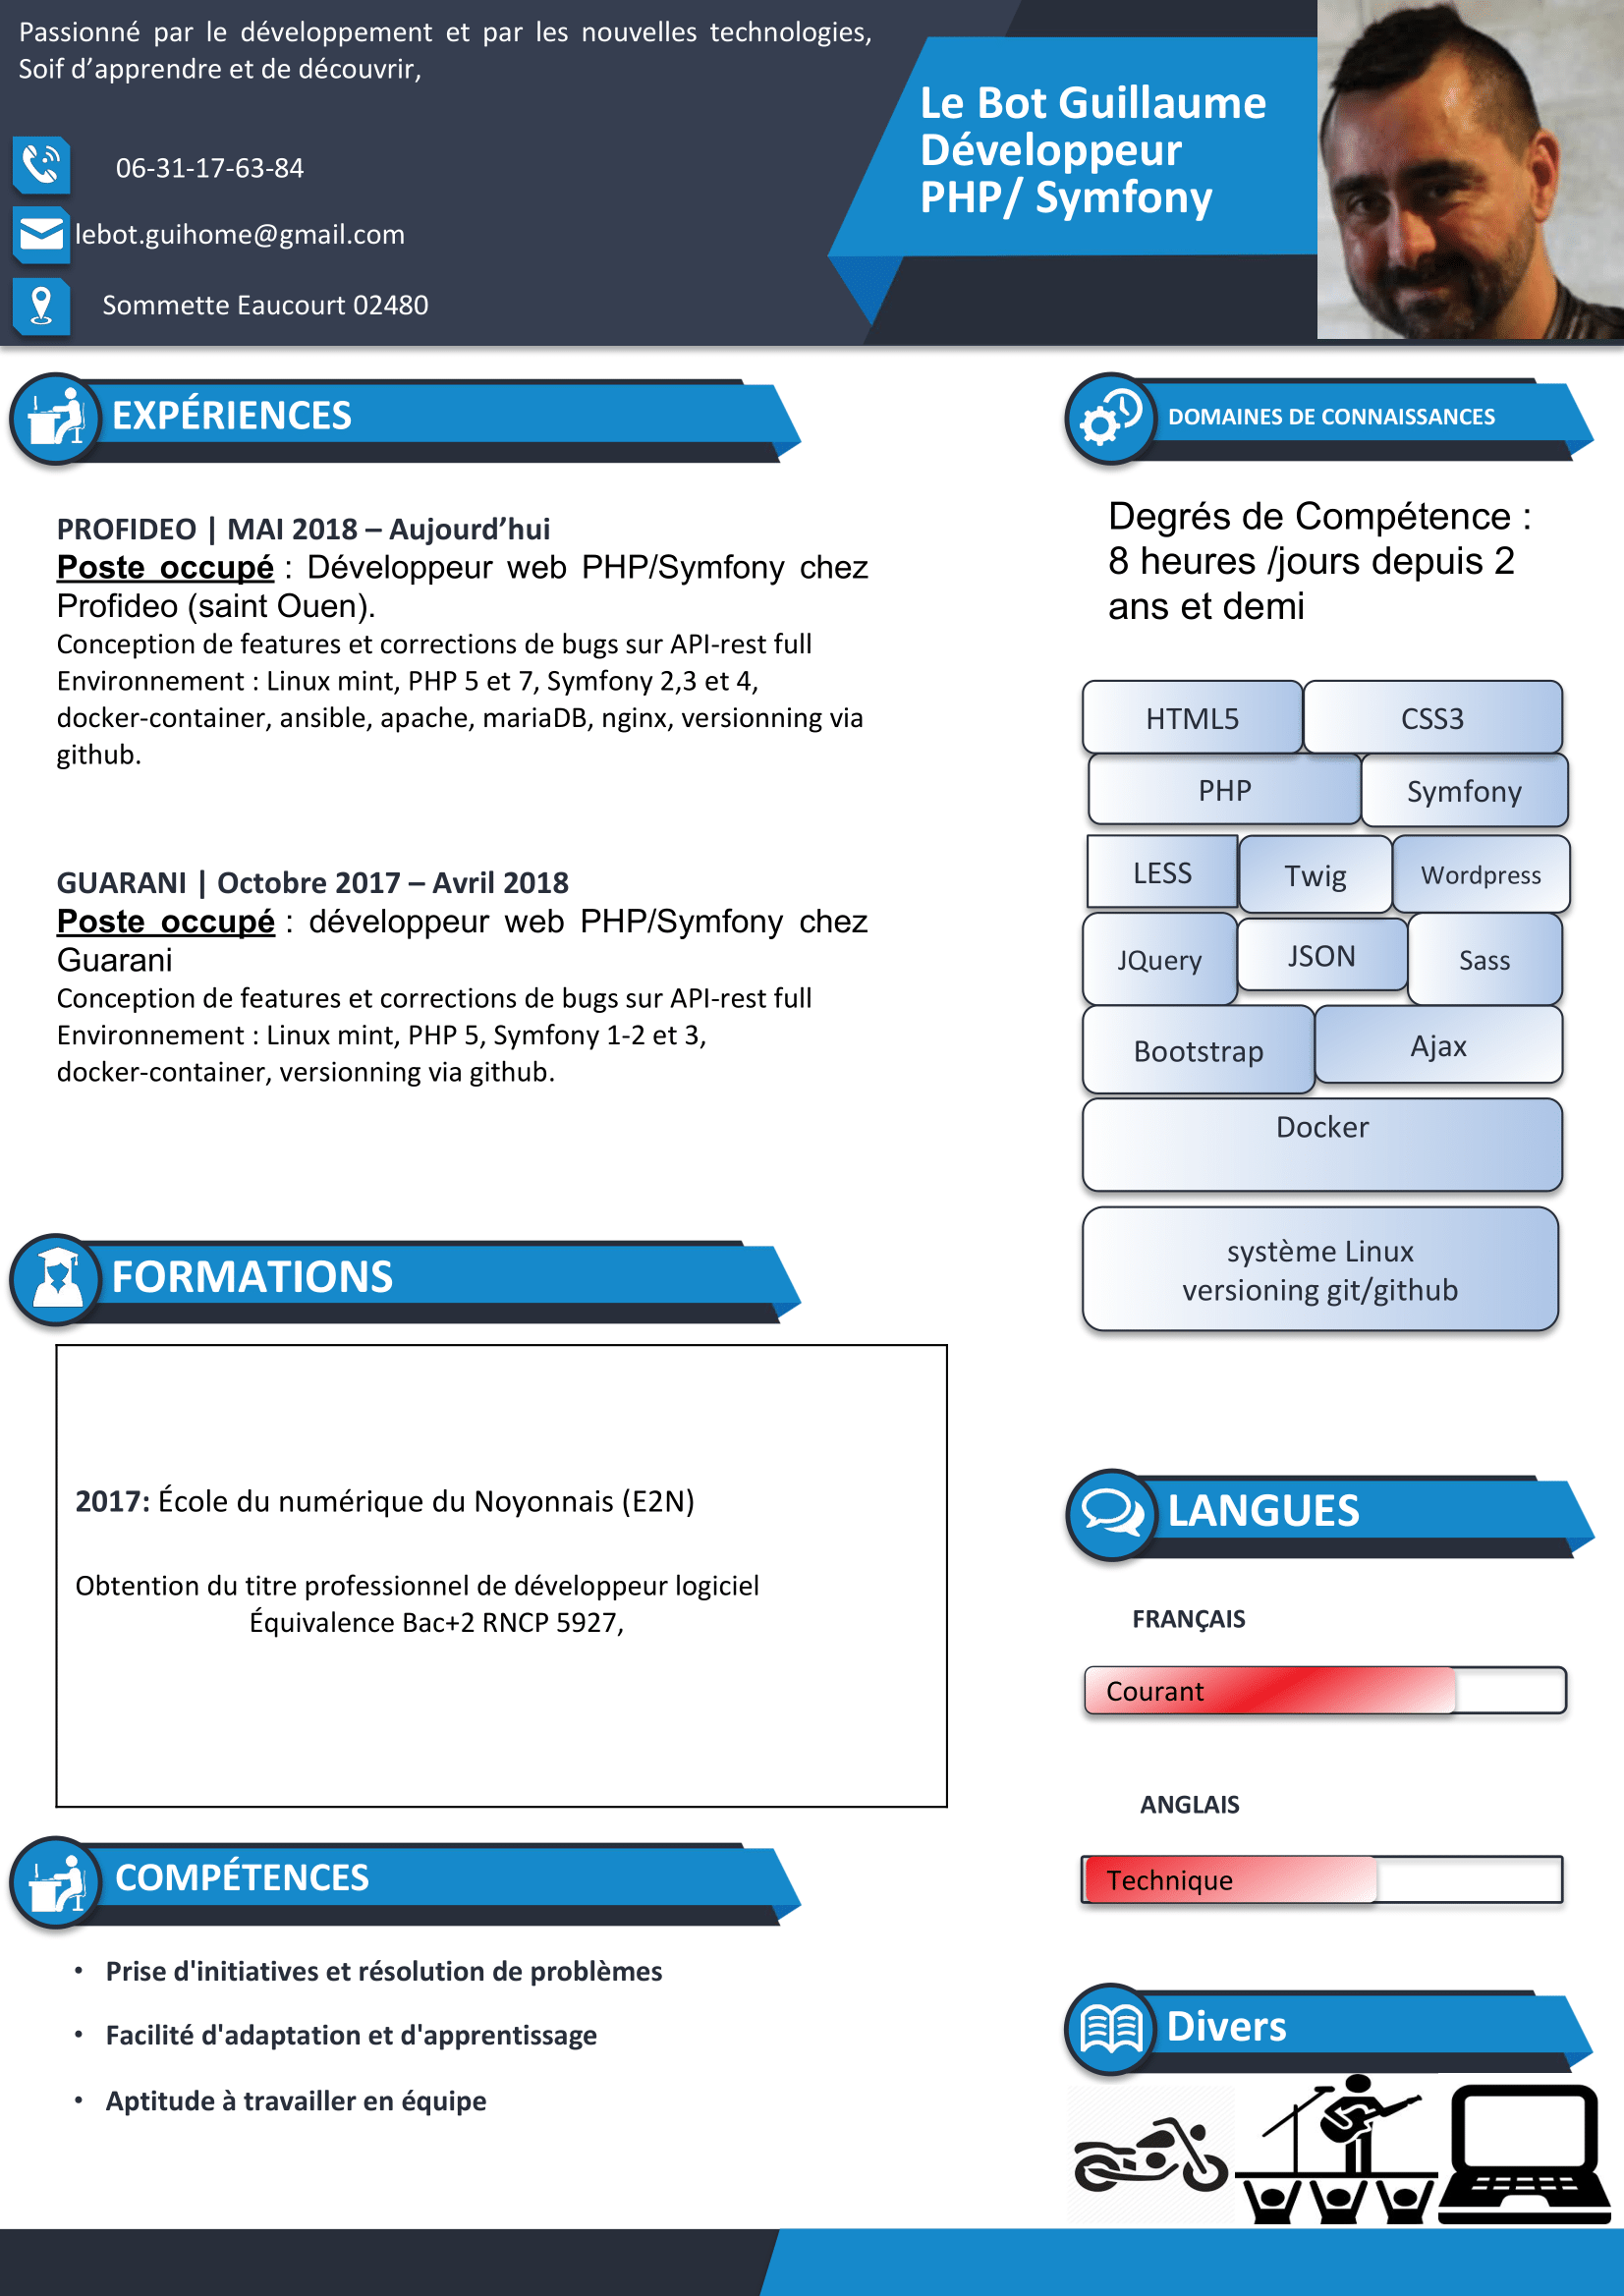 Passionné par le développement et par les nouvelles technologies,
Soif d’apprendre et de découvrir,
06-31-17-63-84
lebot.guihome@gmail.com
Sommette Eaucourt 02480
Le Bot Guillaume
Développeur
PHP/ Symfony
EXPÉRIENCES
PROFIDEO | MAI 2018 – Aujourd’hui
Poste occupé : Développeur web PHP/Symfony chez
Profideo (saint Ouen).
Conception de features et corrections de bugs sur API-rest full
Environnement : Linux mint, PHP 5 et 7, Symfony 2,3 et 4,
docker-container, ansible, apache, mariaDB, nginx, versionning via
github.
GUARANI | Octobre 2017 – Avril 2018
Poste occupé : développeur web PHP/Symfony chez
Guarani
Conception de features et corrections de bugs sur API-rest full
Environnement : Linux mint, PHP 5, Symfony 1-2 et 3,
docker-container, versionning via github.
FORMATIONS
2017: École du numérique du Noyonnais (E2N)
Obtention du titre professionnel de développeur logiciel
Équivalence Bac+2 RNCP 5927,
COMPÉTENCES
• Prise d'initiatives et résolution de problèmes
• Facilité d'adaptation et d'apprentissage
• Aptitude à travailler en équipe
DOMAINES DE CONNAISSANCES
Degrés de Compétence :
8 heures /jours depuis 2
ans et demi
HTML5 CSS3
PHP Symfony
LESS Twig Wordpress
JQuery JSON Sass
Bootstrap Ajax
Docker
système Linux
versioning git/github
LANGUES
FRANÇAIS
Courant
ANGLAIS
Technique
Divers